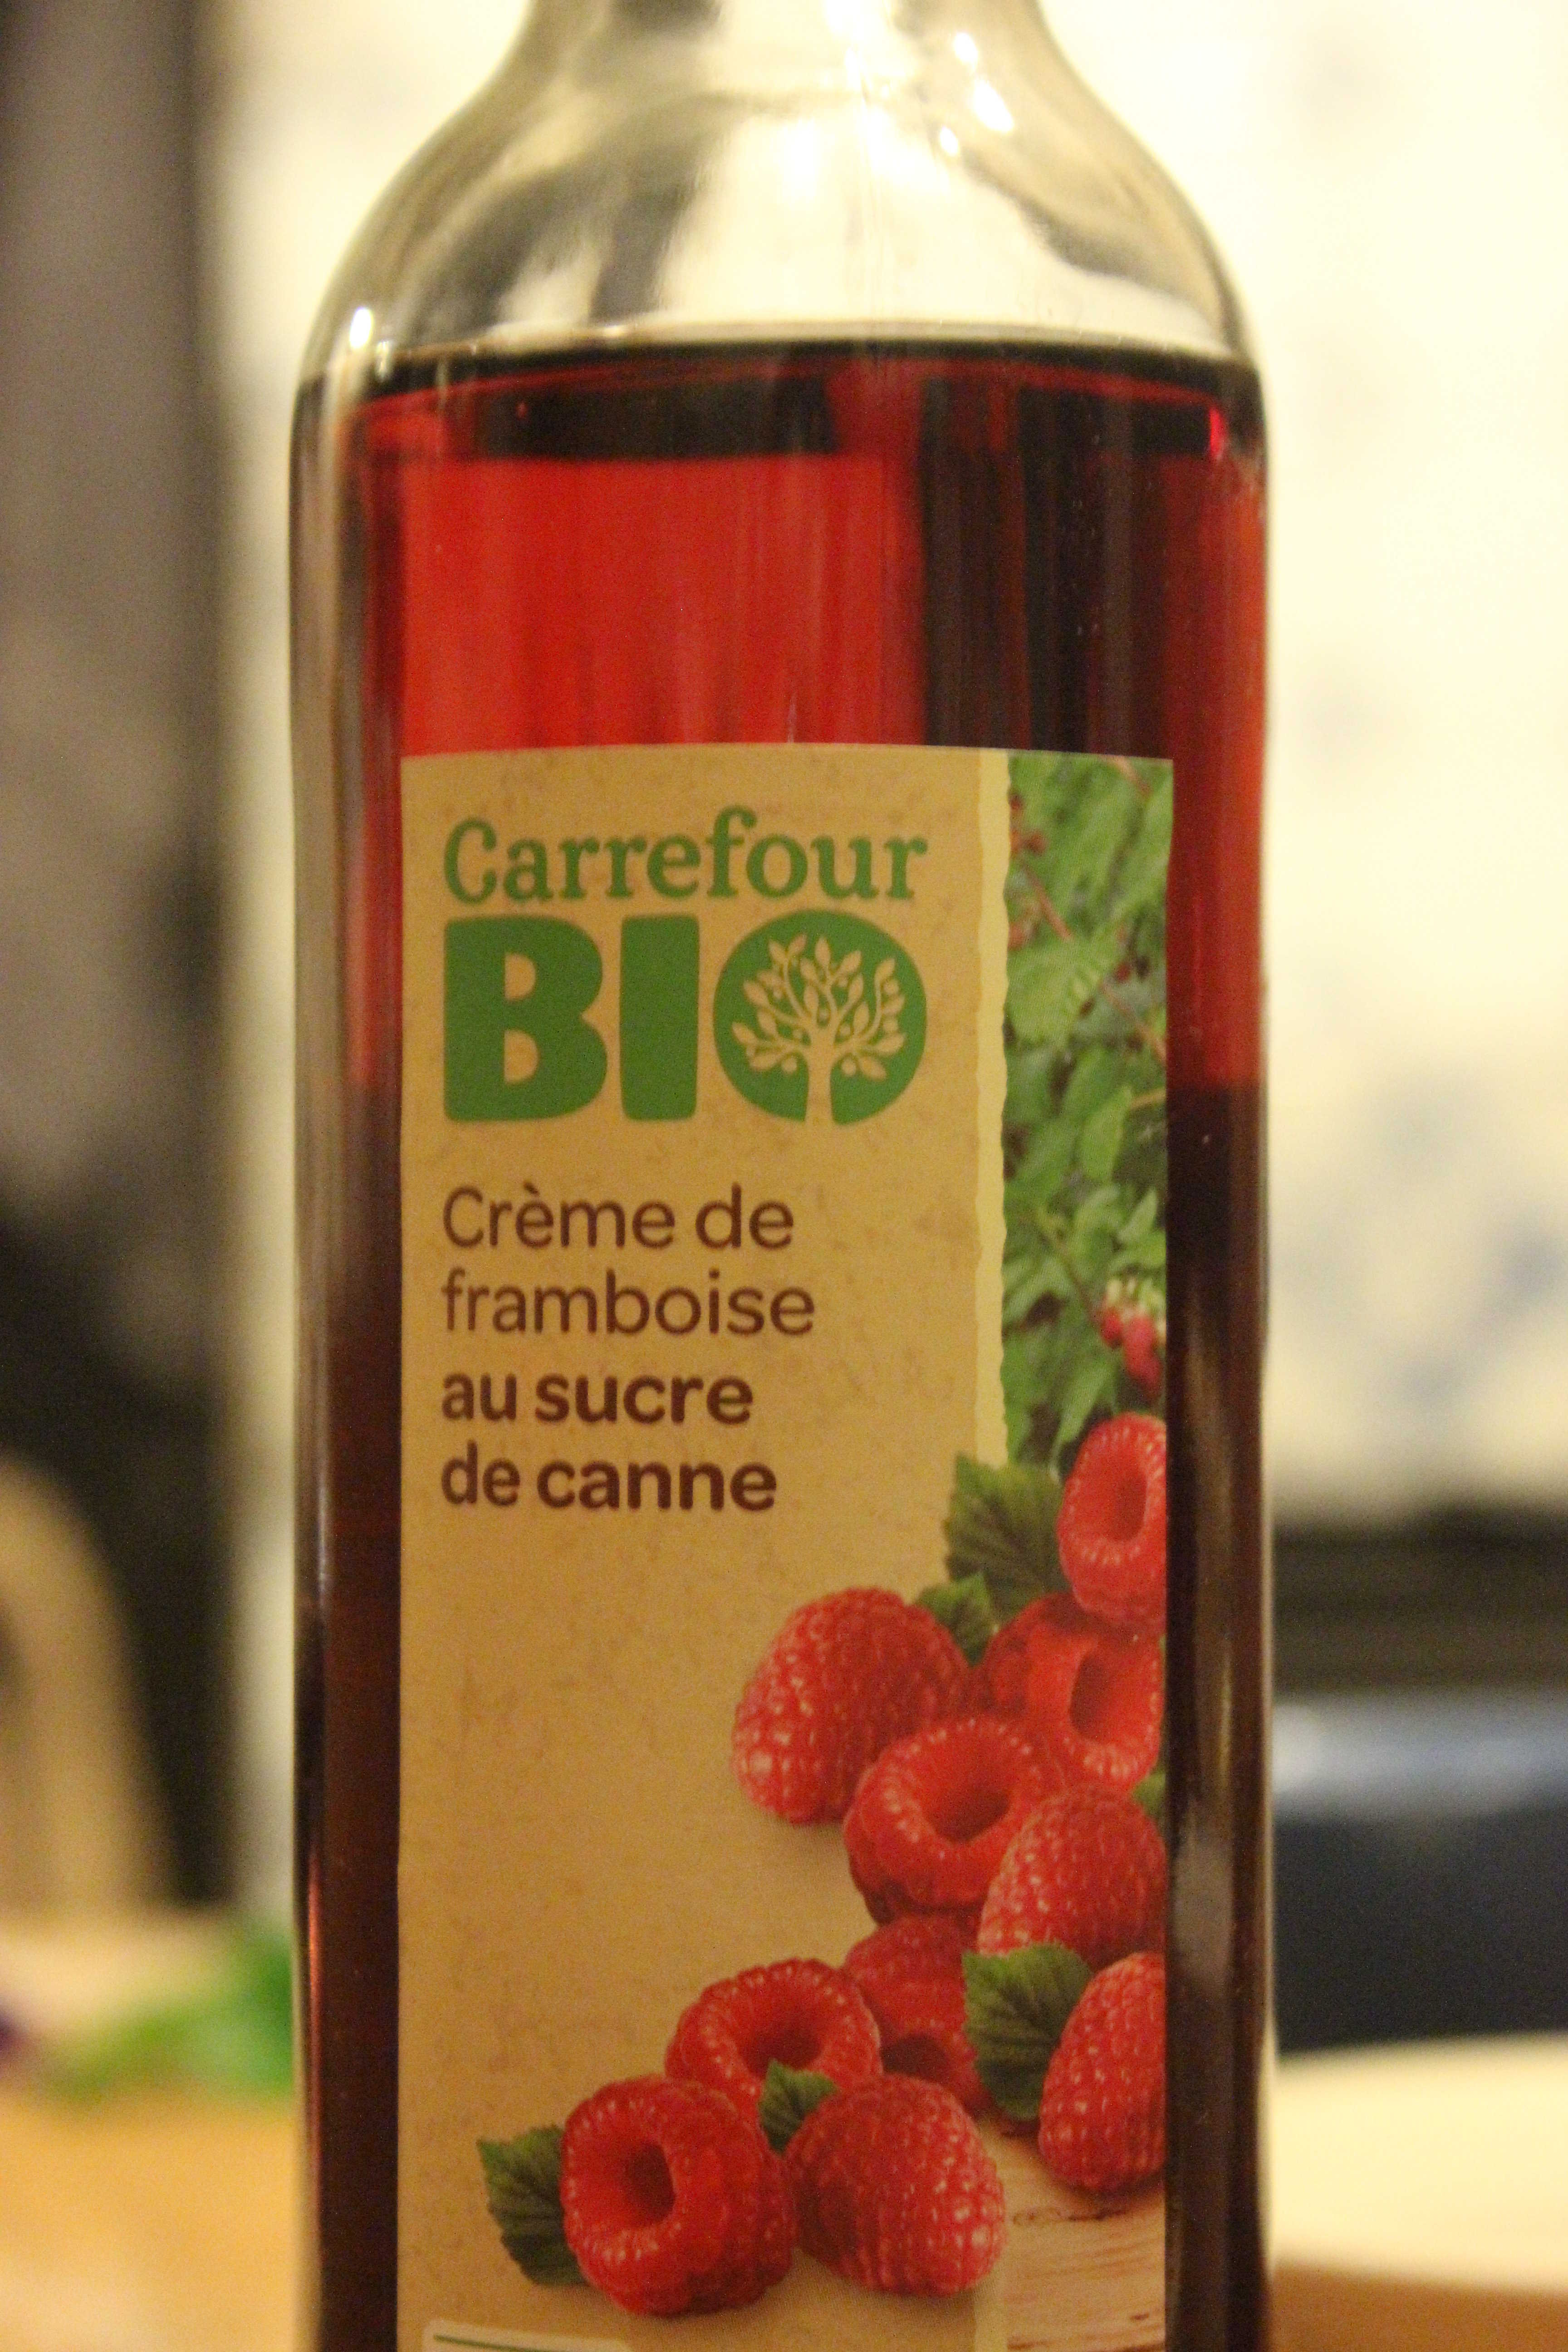 Carrefour
BIO
Crème de
framboise
au sucre
de canne